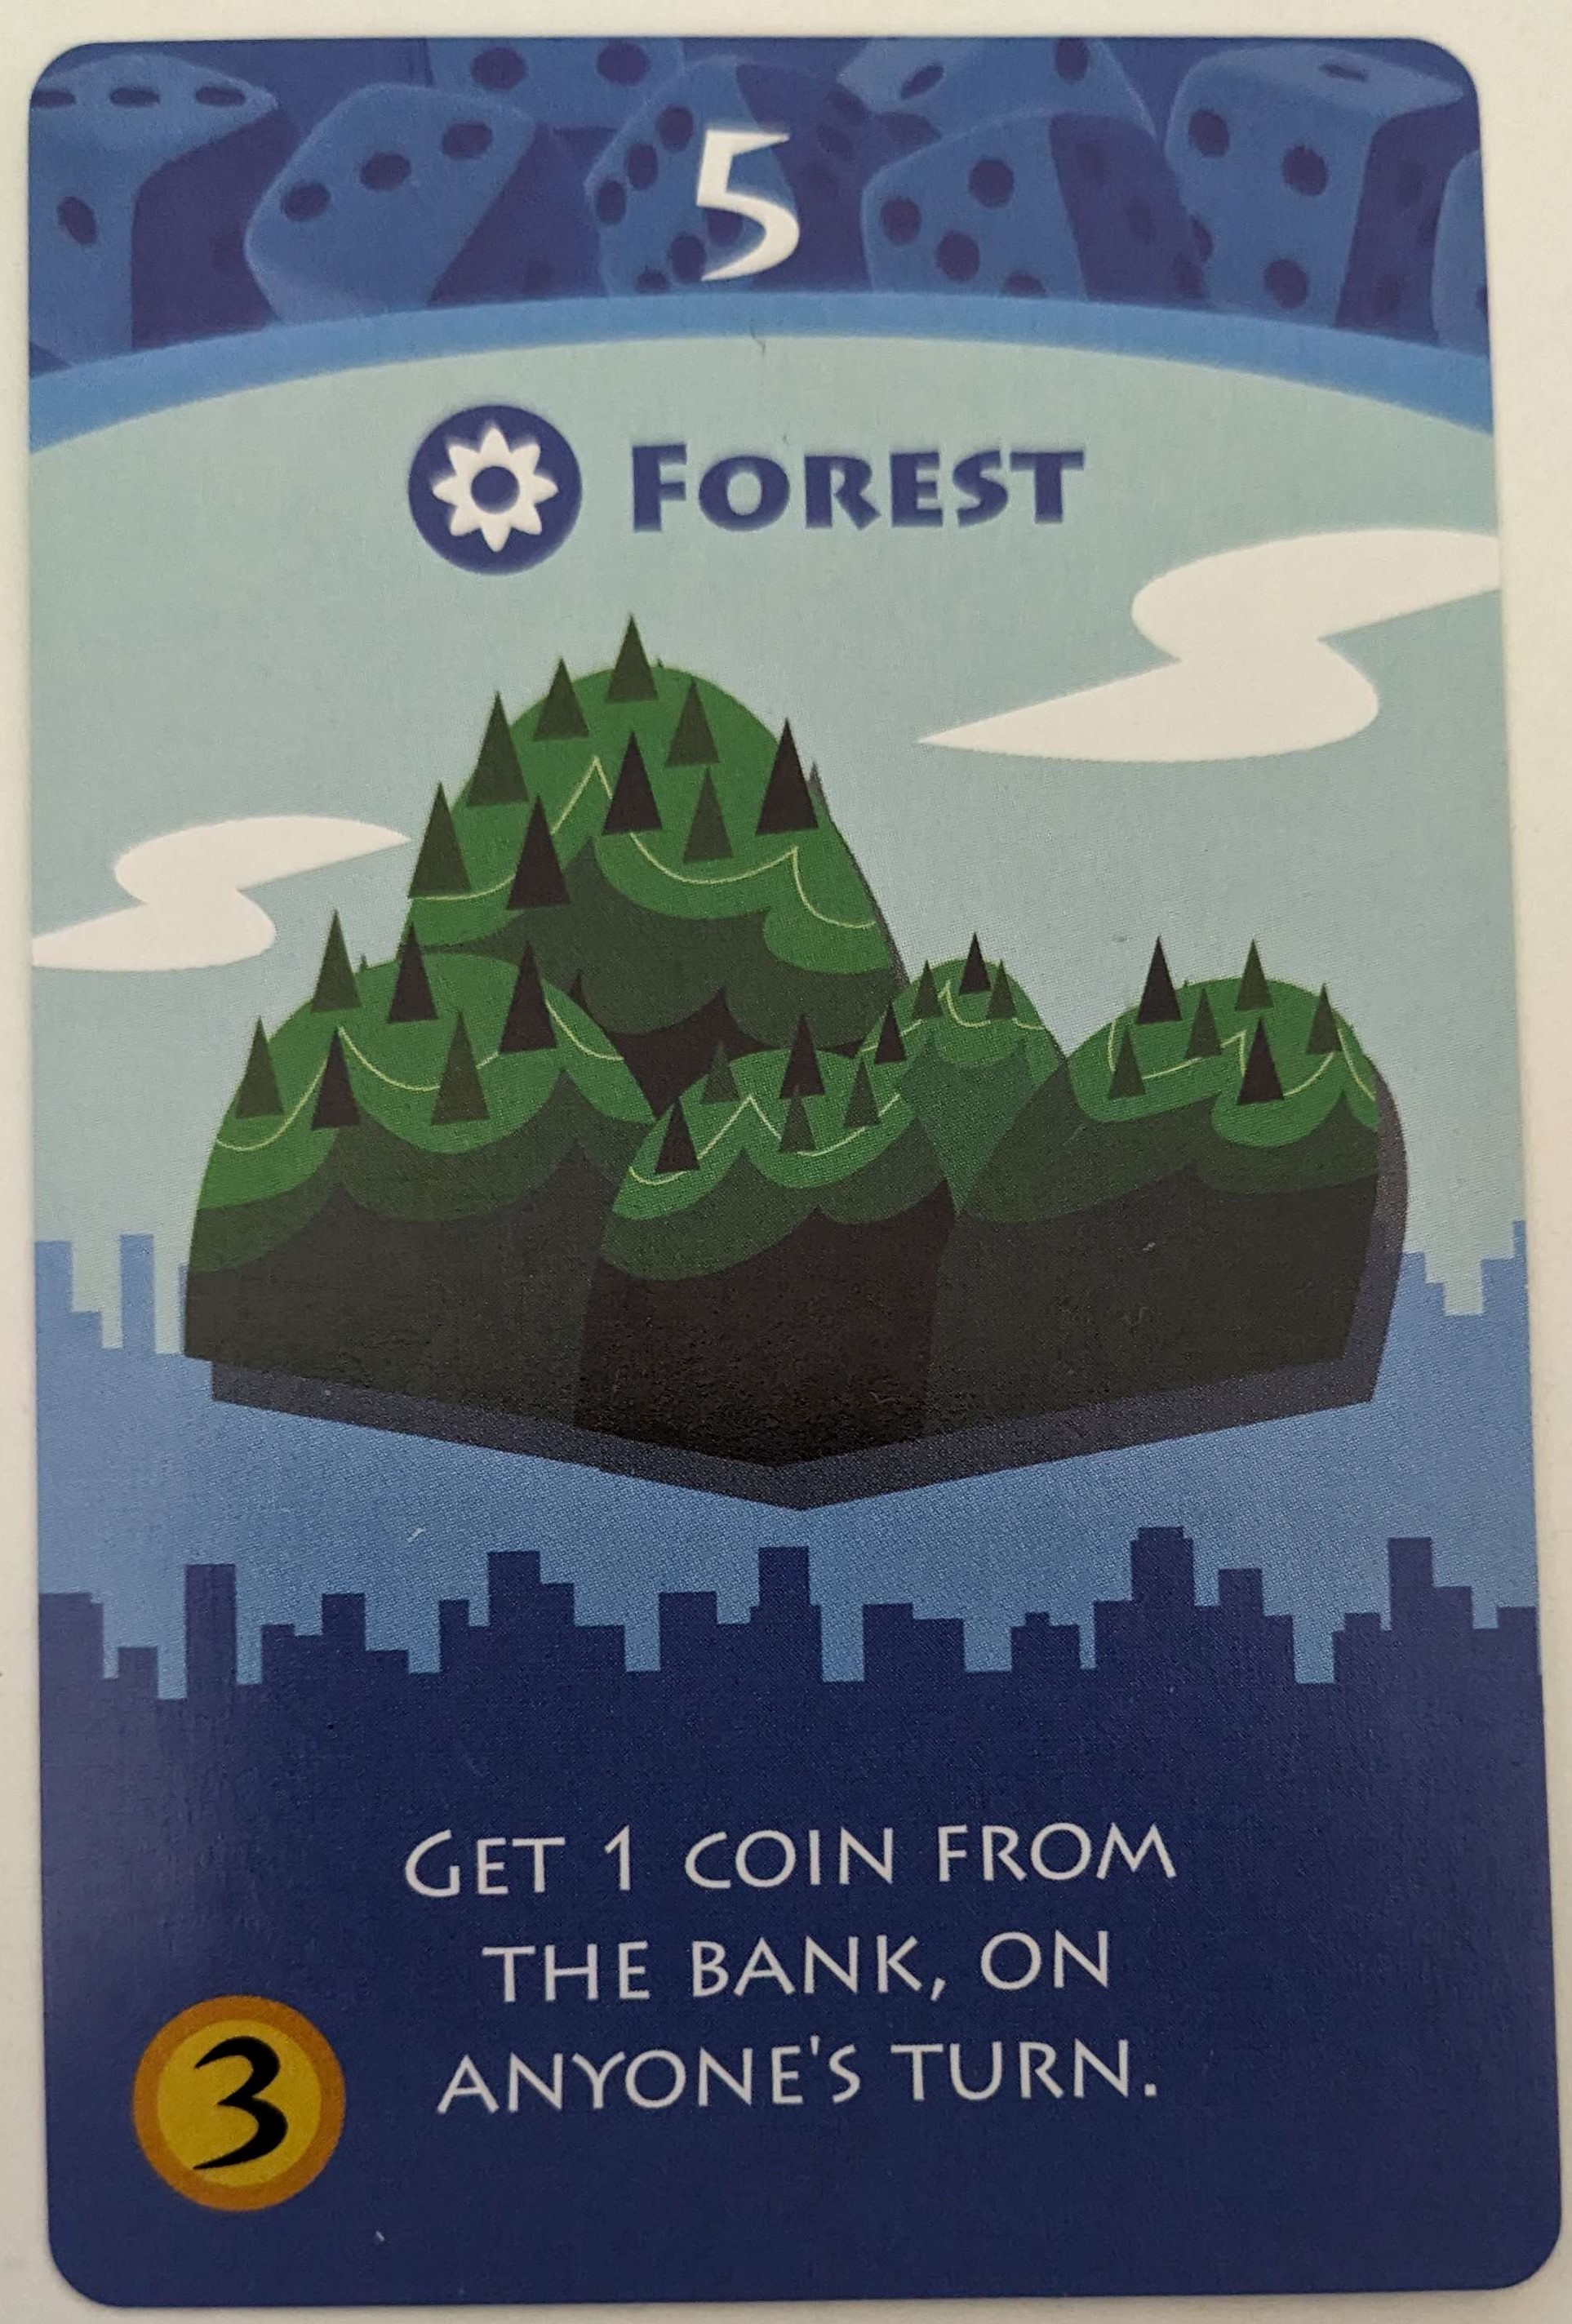 5
FOREST
GET 1 COIN FROM
THE BANK, ON
ANYONE'S TURN.
3